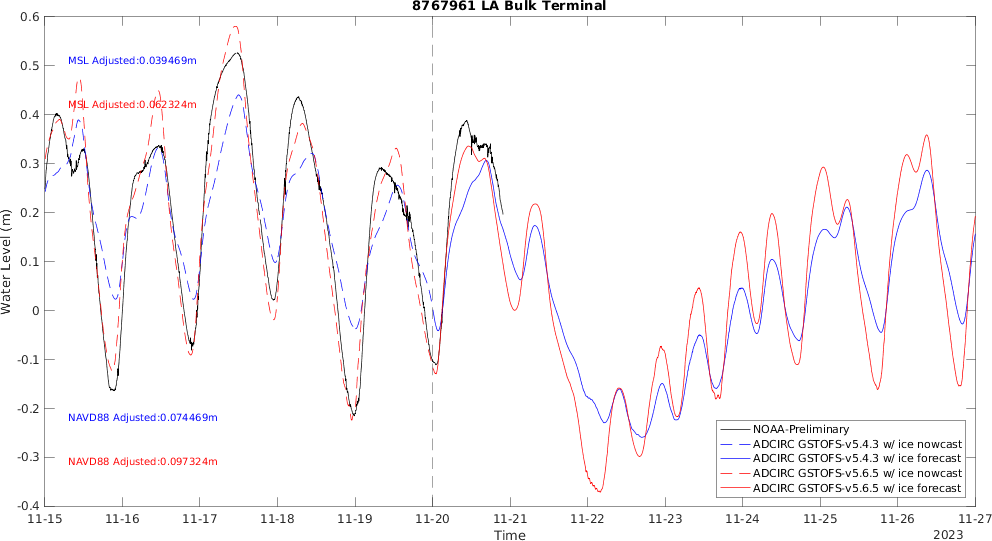 8767961 LA Bulk Terminal
0.6
0.5
0.4
0.3
0.2
0.1
0
-0.1
-0.2
-0.3
-0.4
Water Level (m)
MSL Adjusted:0.039469m
MSL Adjusted:0.062324m
NAVD88 Adjusted:0.074469m
NAVD88 Adjusted:0.097324m
NOAA-Preliminary
ADCIRC GSTOFS-v5.4.3 w/ ice nowcast
ADCIRC GSTOFS-v5.4.3 w/ ice forecast
ADCIRC GSTOFS-v5.6.5 w/ ice nowcast
ADCIRC GSTOFS-v5.6.5 w/ ice forecast
11-15 11-16 11-17 11-18 11-19 11-20 11-21 11-22 11-23 11-24 11-25 11-26 11-27
Time
2023